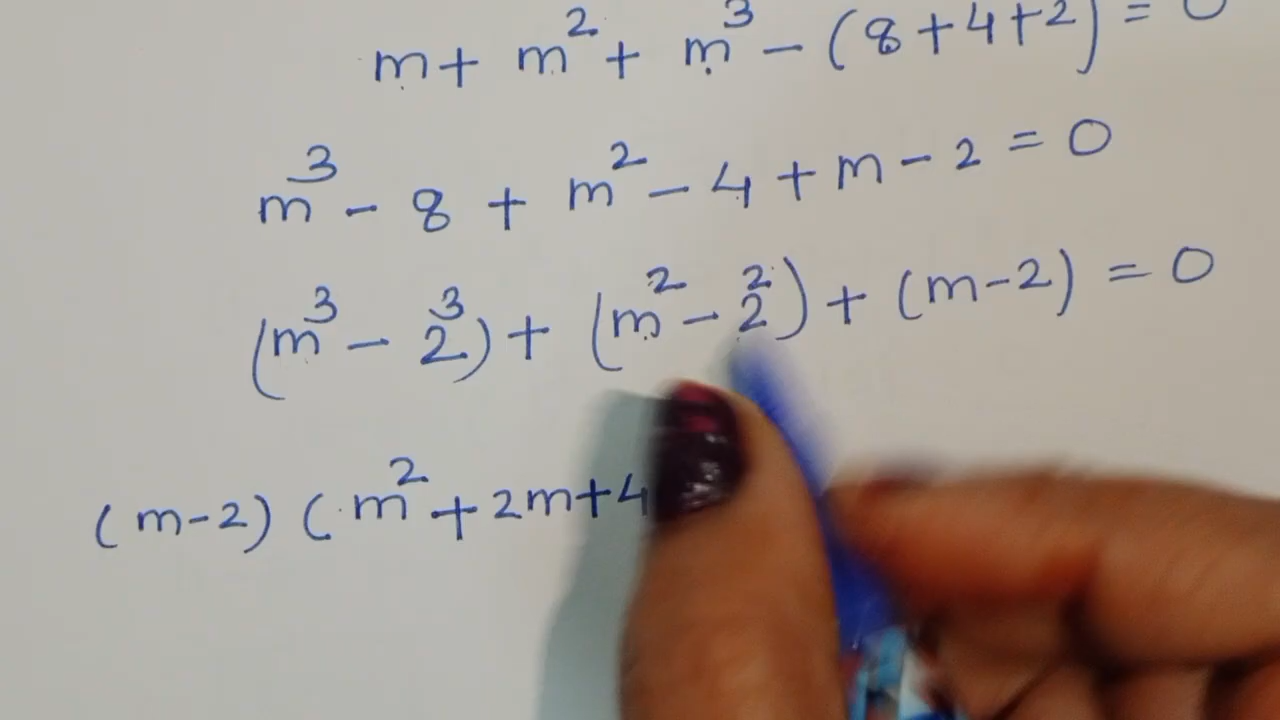 m + m² + m³ - (8+4+2) = 0
m³ - 8 + m² - 4 + m - 2 = 0
(m³ - 2³) + (m² - 2²) + (m-2) = 0
(m-2) (m² + 2m+4